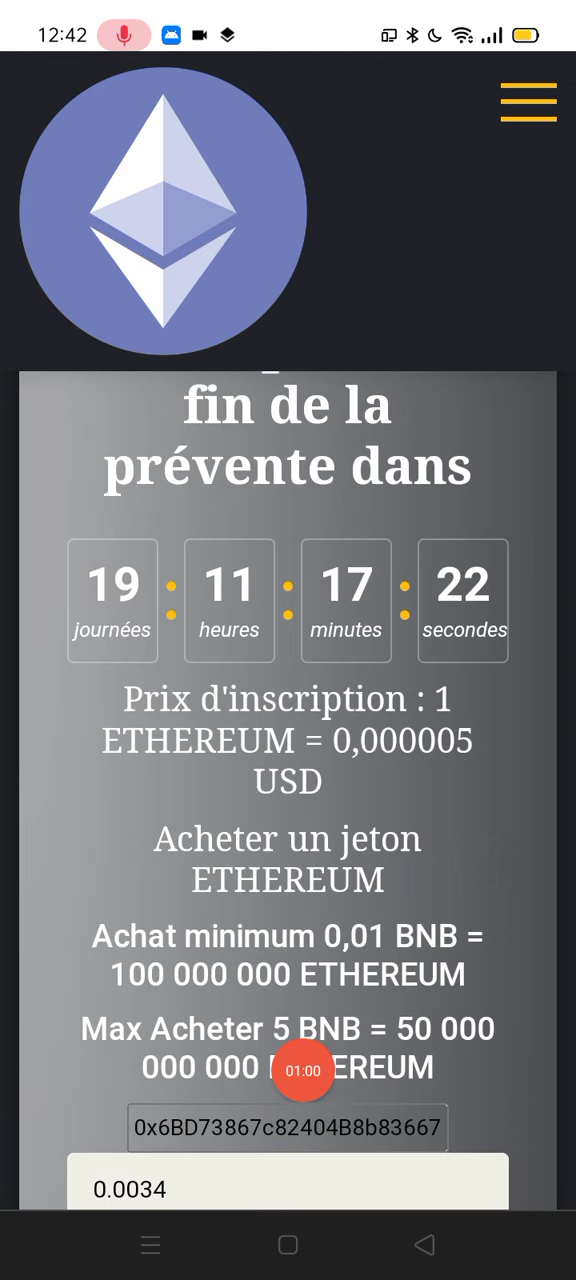 12:42
fin de la
prévente dans
19 : 11 : 17 : 22
journées heures minutes secondes
Prix d'inscription : 1
ETHEREUM = 0,000005
USD
Acheter un jeton
ETHEREUM
Achat minimum 0,01 BNB =
100 000 000 ETHEREUM
Max Acheter 5 BNB = 50 000
000 000 EREUM
01:00
0x6BD73867c82404B8b83667
0.0034